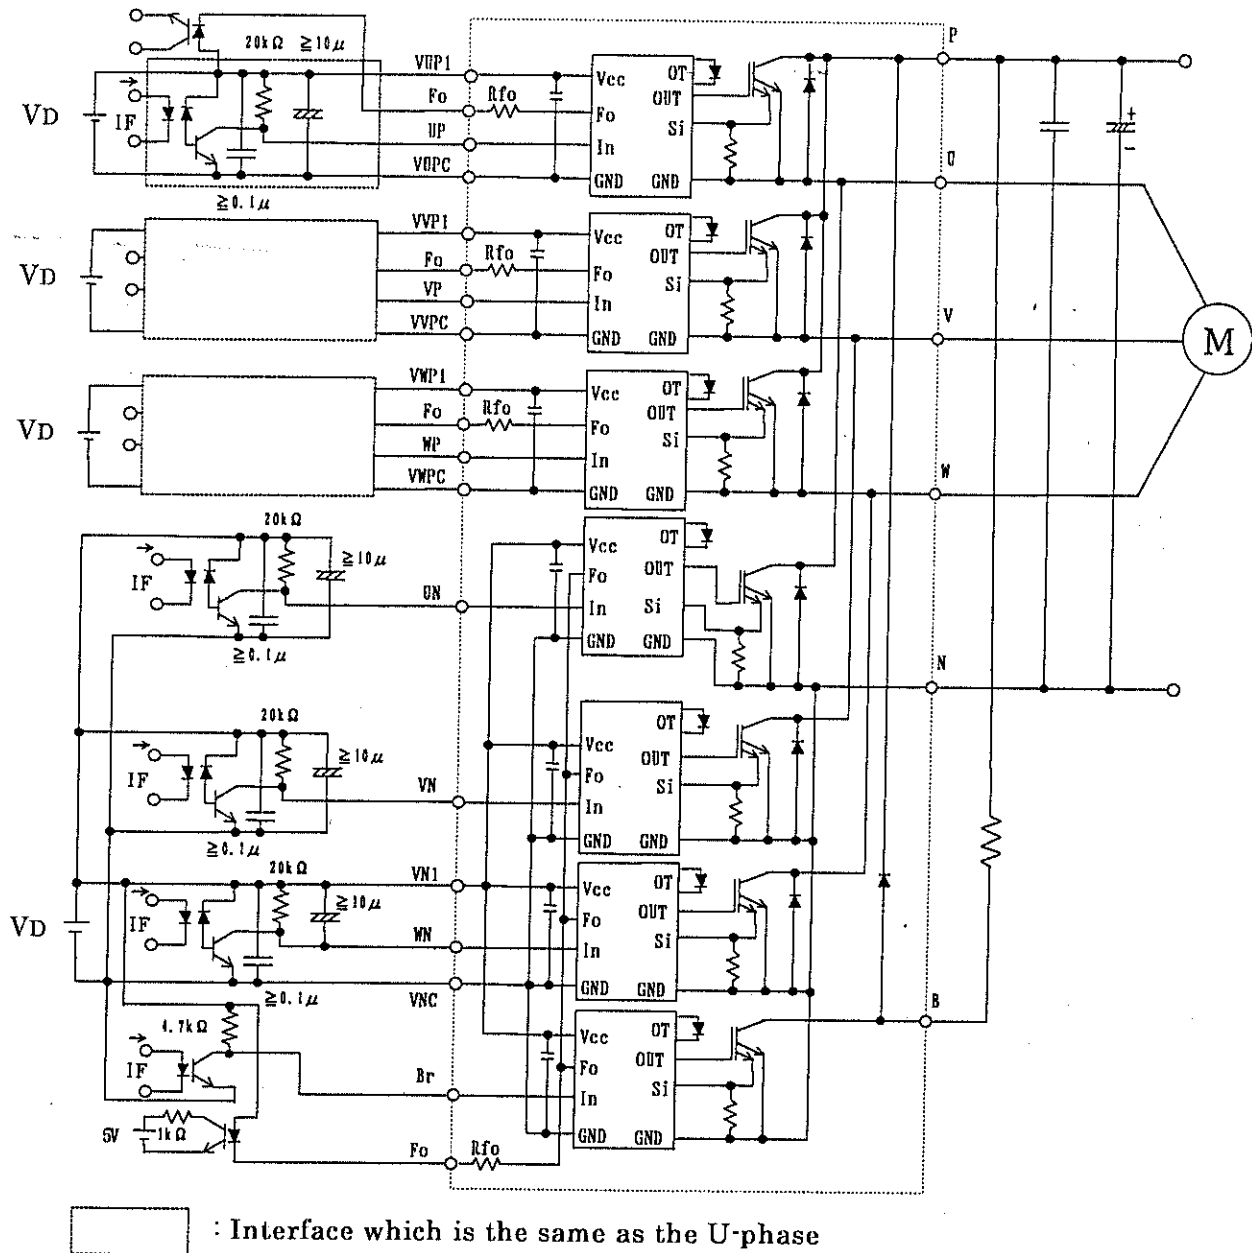 P
20kΩ ≧10μ
VUP1
Vcc
OT
Fo
Rfo
Fo
OUT
VD
IF
UP
Si
In
U
VUPC
GND
GND
≧0.1μ
VVP1
Vcc
OT
Fo
Rfo
Fo
OUT
VD
VP
Si
In
V
VVPC
GND
GND
M
VWP1
Vcc
OT
Fo
Rfo
Fo
OUT
VD
WP
Si
In
W
VWPC
GND
GND
20kΩ
≧10μ
IF
Vcc
OT
Fo
OUT
UN
In
Si
≧0.1μ
GND
GND
N
20kΩ
≧10μ
IF
Vcc
OT
Fo
OUT
VN
In
Si
≧0.1μ
GND
GND
20kΩ
≧10μ
VN1
Vcc
OT
VD
IF
Fo
OUT
WN
In
Si
≧0.1μ
VNC
GND
GND
B
4.7kΩ
Vcc
OT
IF
Fo
OUT
Br
In
Si
5V
1kΩ
GND
GND
Fo
Rfo
: Interface which is the same as the U-phase